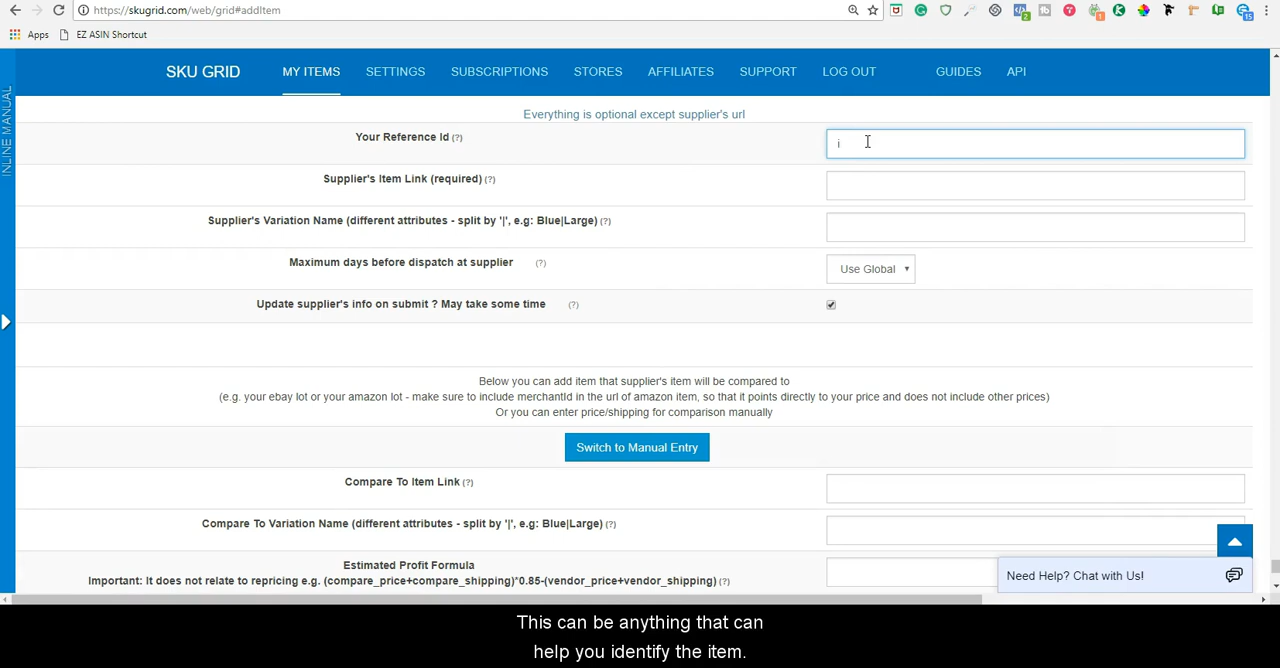 https://skugrid.com/web/grid#addItem
Apps EZ ASIN Shortcut
SKU GRID MY ITEMS SETTINGS SUBSCRIPTIONS STORES AFFILIATES SUPPORT LOG OUT GUIDES API
INLINE MANUAL
Everything is optional except supplier's url
Your Reference Id (?)
i
Supplier's Item Link (required) (?)
Supplier's Variation Name (different attributes - split by '|', e.g: Blue|Large) (?)
Maximum days before dispatch at supplier (?)
Use Global
Update supplier's info on submit ? May take some time (?)
Below you can add item that supplier's item will be compared to
(e.g. your ebay lot or your amazon lot - make sure to include merchantId in the url of amazon item, so that it points directly to your price and does not include other prices)
Or you can enter price/shipping for comparison manually
Switch to Manual Entry
Compare To Item Link (?)
Compare To Variation Name (different attributes - split by '|', e.g: Blue|Large) (?)
Estimated Profit Formula
Important: It does not relate to repricing e.g. (compare_price+compare_shipping)*0.85-(vendor_price+vendor_shipping) (?)
Need Help? Chat with Us!
This can be anything that can
help you identify the item.